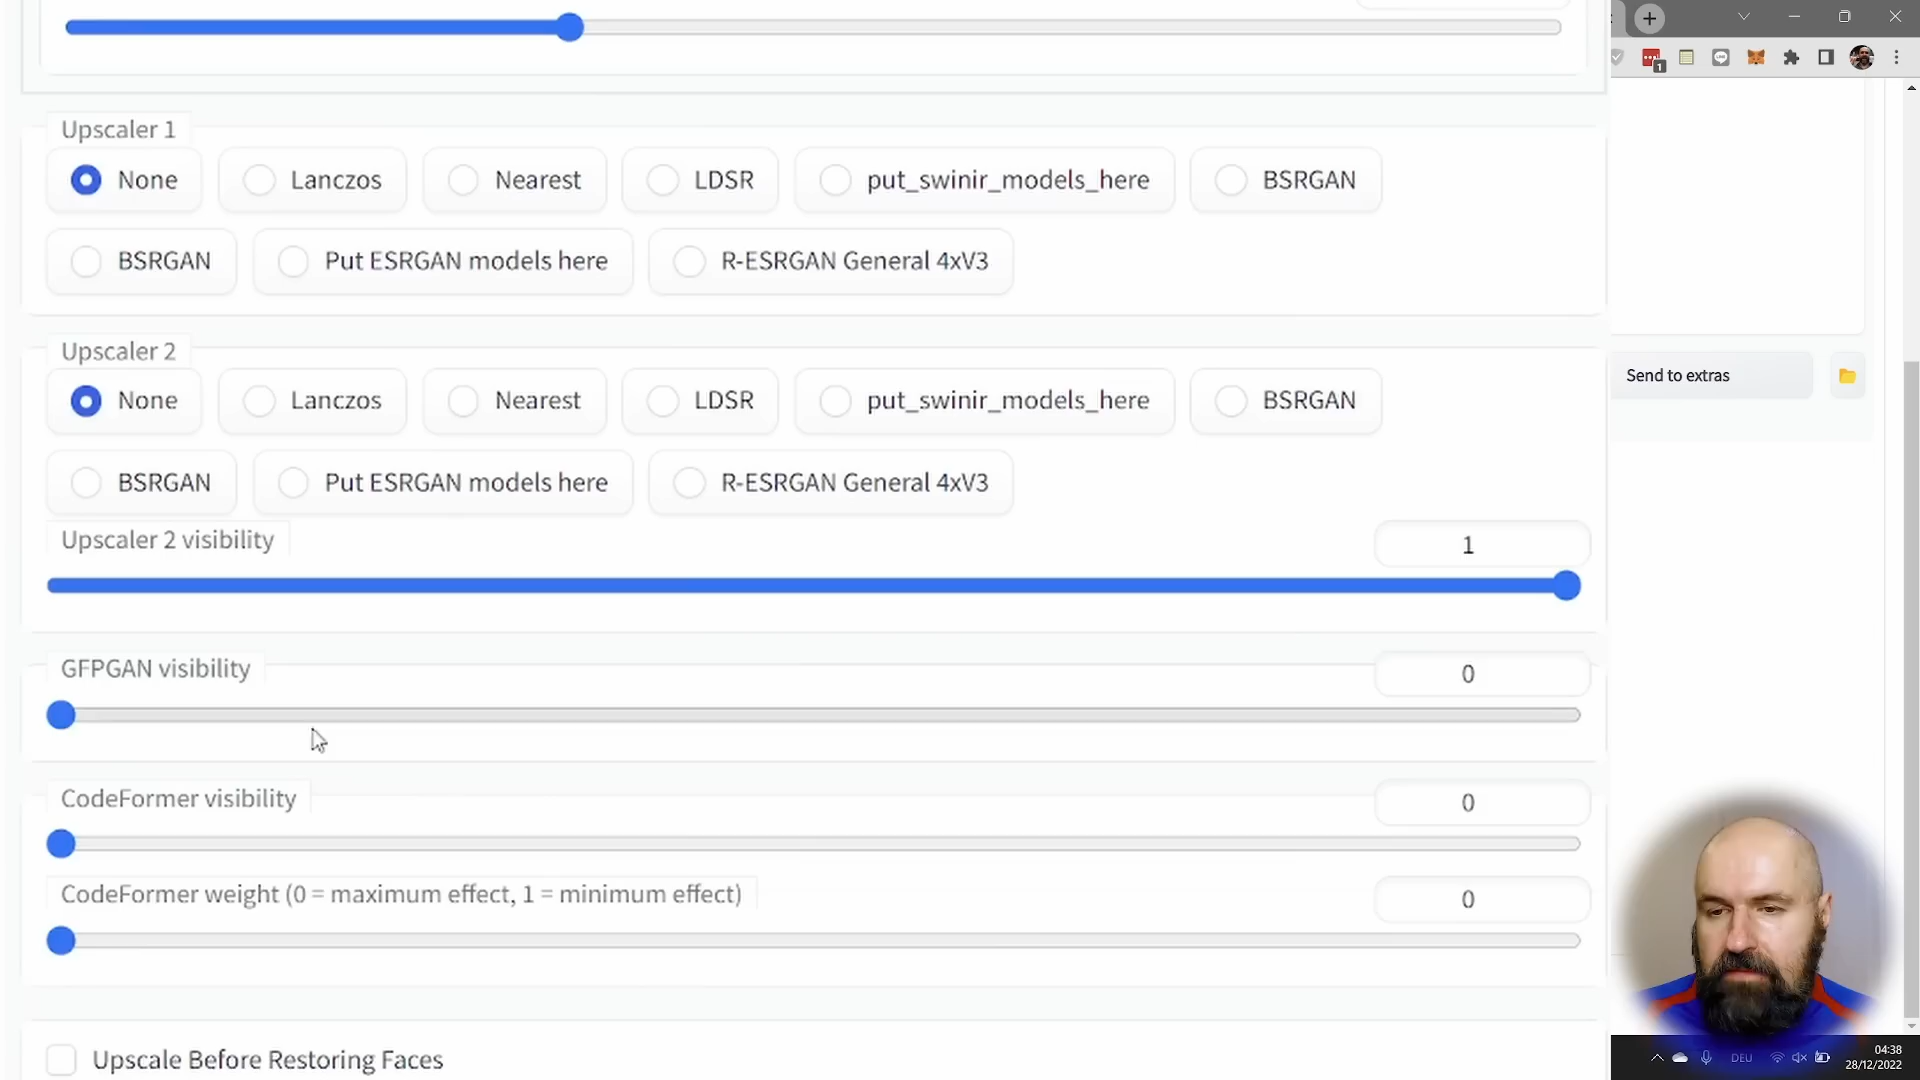 Upscaler 1
None Lanczos Nearest LDSR put_swinir_models_here BSRGAN
BSRGAN Put ESRGAN models here R-ESRGAN General 4xV3
Upscaler 2
None Lanczos Nearest LDSR put_swinir_models_here BSRGAN
BSRGAN Put ESRGAN models here R-ESRGAN General 4xV3
Upscaler 2 visibility 1
GFPGAN visibility 0
CodeFormer visibility 0
CodeFormer weight (0 = maximum effect, 1 = minimum effect) 0
Upscale Before Restoring Faces
1
Send to extras
DEU
04:38
28/12/2022